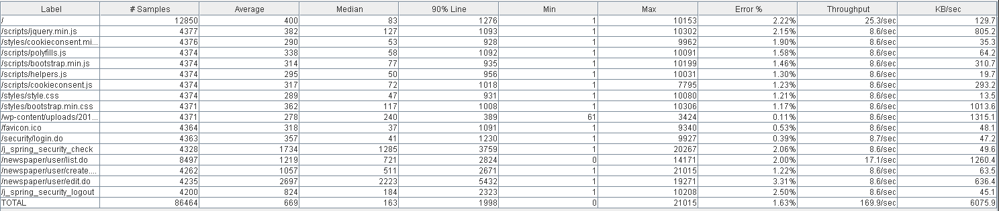 Label # Samples Average Median 90% Line Min Max Error % Throughput KB/sec
/ 12850 400 83 1276 1 10153 2.22% 25.3/sec 129.7
/scripts/jquery.min.js 4377 382 127 1093 1 10302 2.15% 8.6/sec 805.2
/styles/cookieconsent.mi... 4376 290 53 928 1 9962 1.90% 8.6/sec 35.3
/scripts/polyfills.js 4374 338 58 1092 1 10091 1.58% 8.6/sec 64.2
/scripts/bootstrap.min.js 4374 314 77 935 1 10199 1.46% 8.6/sec 310.7
/scripts/helpers.js 4374 295 50 956 1 10031 1.30% 8.6/sec 19.7
/scripts/cookieconsent.js 4374 317 72 1018 1 7795 1.23% 8.6/sec 293.2
/styles/style.css 4374 289 47 931 1 10080 1.21% 8.6/sec 13.5
/styles/bootstrap.min.css 4371 362 117 1008 1 10306 1.17% 8.6/sec 1013.6
/wp-content/uploads/201... 4371 278 240 389 61 3424 0.11% 8.6/sec 1315.1
/favicon.ico 4364 318 37 1091 1 9340 0.53% 8.6/sec 48.1
/security/login.do 4363 357 41 1230 1 9927 0.39% 8.7/sec 47.2
/j_spring_security_check 4328 1734 1285 3759 1 20267 2.06% 8.6/sec 49.6
/newspaper/user/list.do 8497 1219 721 2824 0 14171 2.00% 17.1/sec 1260.4
/newspaper/user/create.... 4262 1057 511 2671 1 21015 1.22% 8.6/sec 63.5
/newspaper/user/edit.do 4235 2697 2223 5432 1 19271 3.31% 8.6/sec 636.4
/j_spring_security_logout 4200 824 184 2323 1 10208 2.50% 8.6/sec 45.1
TOTAL 86464 669 163 1998 0 21015 1.63% 169.9/sec 6075.9